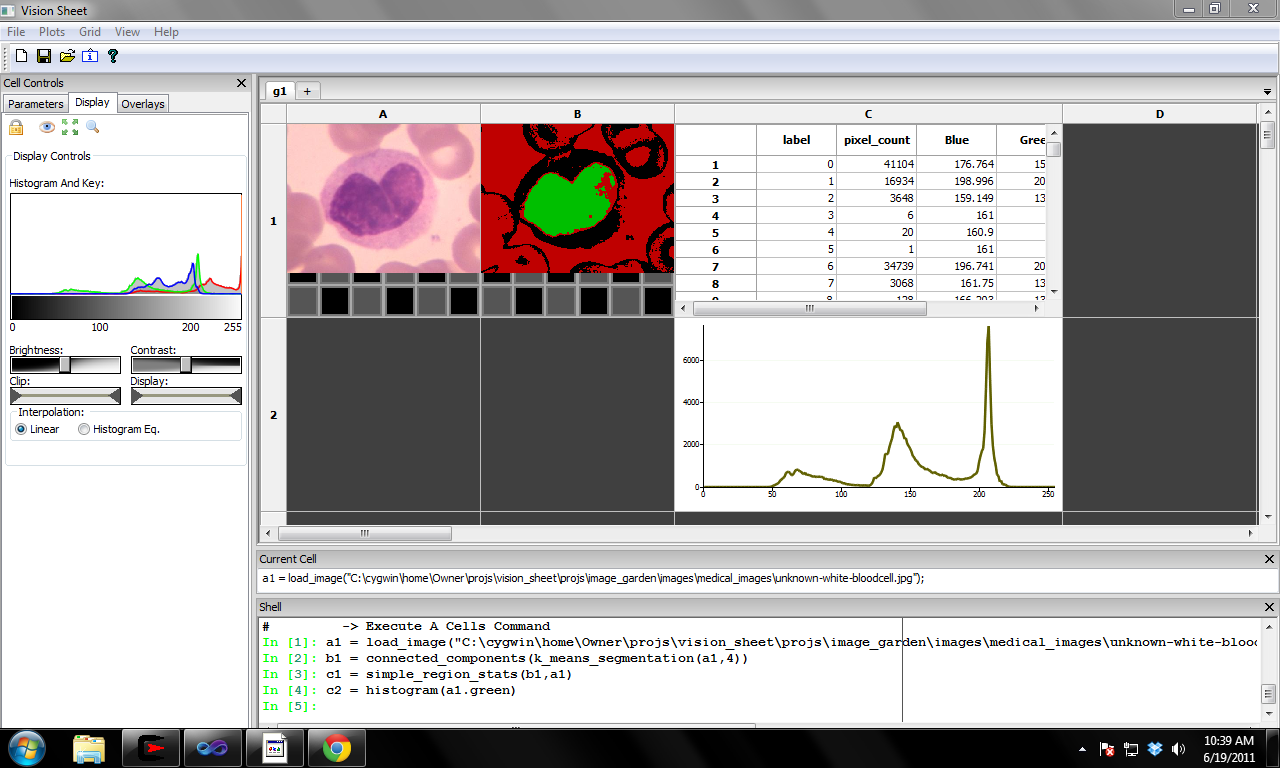 Vision Sheet
File Plots Grid View Help
Cell Controls
Parameters Display Overlays
Display Controls
Histogram And Key:
0 100 200 255
Brightness: Contrast:
Clip: Display:
Interpolation:
Linear Histogram Eq.
g1 +
A B C D
1
label pixel_count Blue Gree
1 0 41104 176.764 15
2 1 16934 198.996 20
3 2 3648 159.149 13
4 3 6 161
5 4 20 160.9
6 5 1 161
7 6 34739 196.741 20
8 7 3068 161.75 13
2
6000
4000
2000
0
0 50 100 150 200 250
Current Cell
a1 = load_image("C:\cygwin\home\Owner\projs\vision_sheet\projs\image_garden\images\medical_images\unknown-white-bloodcell.jpg");
Shell
# -> Execute A Cells Command
In [1]: a1 = load_image("C:\cygwin\home\Owner\projs\vision_sheet\projs\image_garden\images\medical_images\unknown-white-blood
In [2]: b1 = connected_components(k_means_segmentation(a1,4))
In [3]: c1 = simple_region_stats(b1,a1)
In [4]: c2 = histogram(a1.green)
In [5]:
10:39 AM
6/19/2011